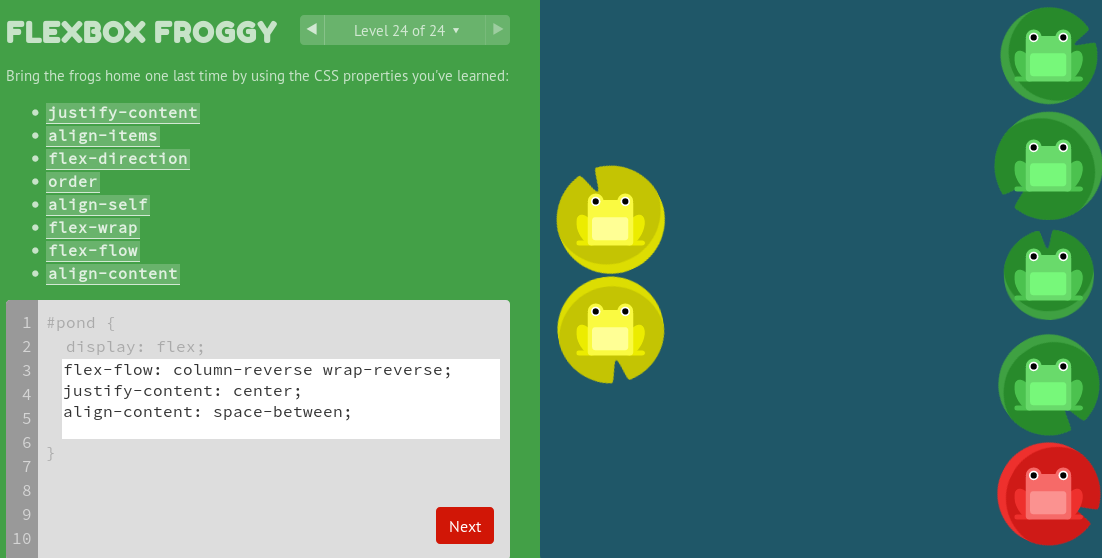 FLEXBOX FROGGY
◀ Level 24 of 24 ▼ ▶
Bring the frogs home one last time by using the CSS properties you've learned:
• justify-content
• align-items
• flex-direction
• order
• align-self
• flex-wrap
• flex-flow
• align-content
1 #pond {
2 display: flex;
3 flex-flow: column-reverse wrap-reverse;
4 justify-content: center;
5 align-content: space-between;
6
7 }
8
9
10
Next